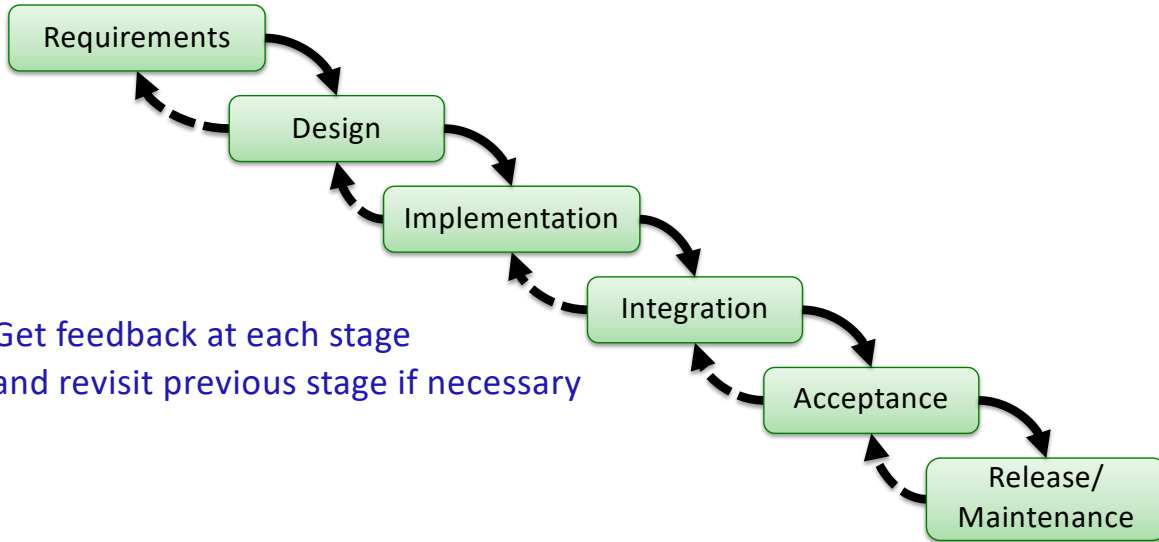 Requirements
Design
Implementation
Integration
Get feedback at each stage
and revisit previous stage if necessary
Acceptance
Release/
Maintenance